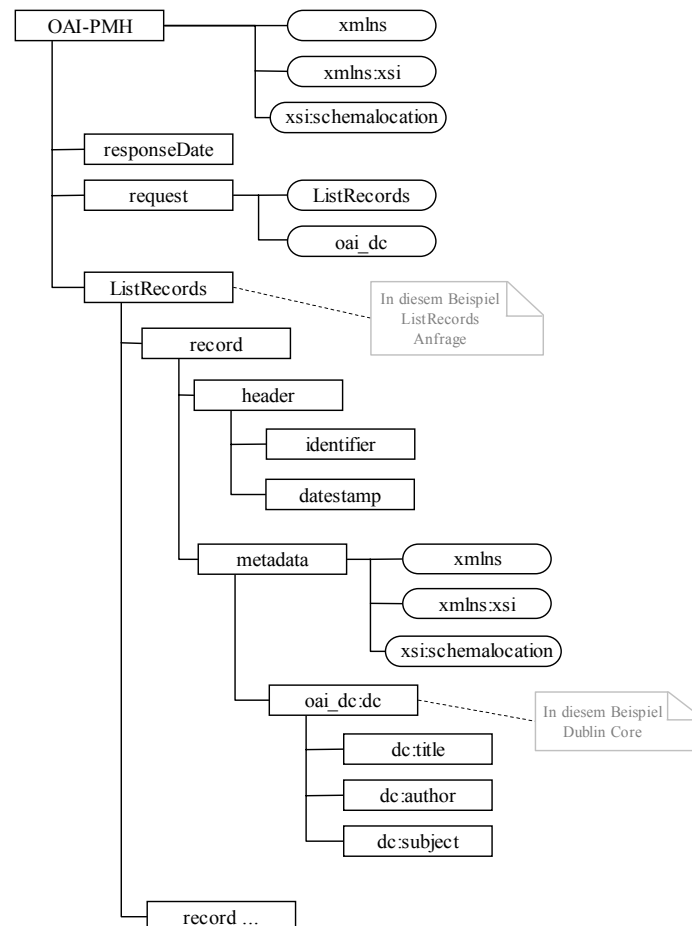 OAI-PMH
xmlns
xmlns:xsi
xsi:schemalocation
responseDate
request
ListRecords
oai_dc
ListRecords
In diesem Beispiel
ListRecords
Anfrage
record
header
identifier
datestamp
metadata
xmlns
xmlns:xsi
xsi:schemalocation
oai_dc:dc
In diesem Beispiel
Dublin Core
dc:title
dc:author
dc:subject
record ...